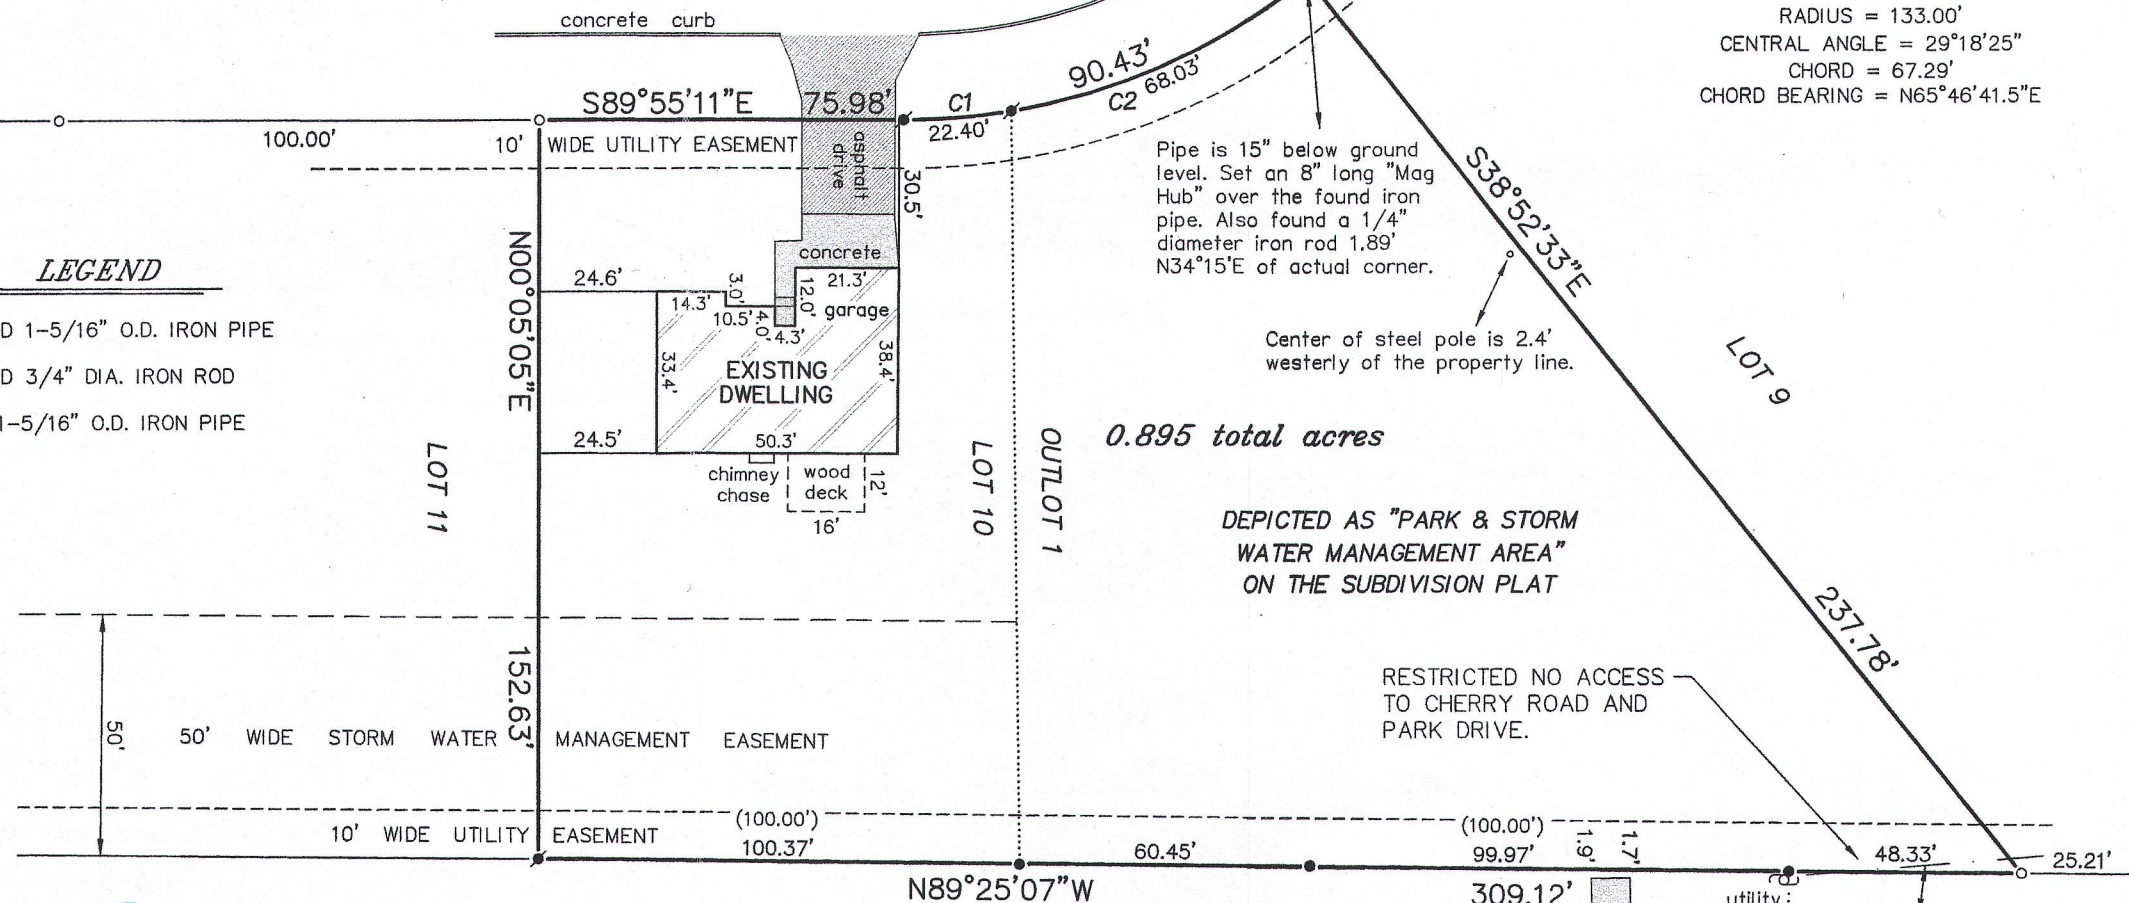 concrete curb
RADIUS = 133.00'
CENTRAL ANGLE = 29°18'25"
CHORD = 67.29'
CHORD BEARING = N65°46'41.5"E
S89°55'11"E 75.98'
C1
22.40'
90.43'
C2 68.03'
100.00'
10' WIDE UTILITY EASEMENT
asphalt
drive
30.5'
Pipe is 15" below ground
level. Set an 8" long "Mag
Hub" over the found iron
pipe. Also found a 1/4"
diameter iron rod 1.89'
N34°15'E of actual corner.
S38°52'33"E
LEGEND
D 1-5/16" O.D. IRON PIPE
D 3/4" DIA. IRON ROD
1-5/16" O.D. IRON PIPE
N00°05'05"E
concrete
24.6'
14.3'
3.0'
10.5'
4.0'
4.3'
12.0'
21.3'
garage
33.4'
38.4'
EXISTING
DWELLING
Center of steel pole is 2.4'
westerly of the property line.
LOT 9
24.5'
50.3'
chimney
chase
wood
deck
12'
16'
LOT 11
LOT 10
OUTLOT 1
0.895 total acres
DEPICTED AS "PARK & STORM
WATER MANAGEMENT AREA"
ON THE SUBDIVISION PLAT
237.78'
152.63'
RESTRICTED NO ACCESS
TO CHERRY ROAD AND
PARK DRIVE.
50'
50' WIDE STORM WATER MANAGEMENT EASEMENT
10' WIDE UTILITY EASEMENT
(100.00')
100.37'
60.45'
(100.00')
99.97'
1.9'
1.7'
48.33'
25.21'
N89°25'07"W
309.12'
utility